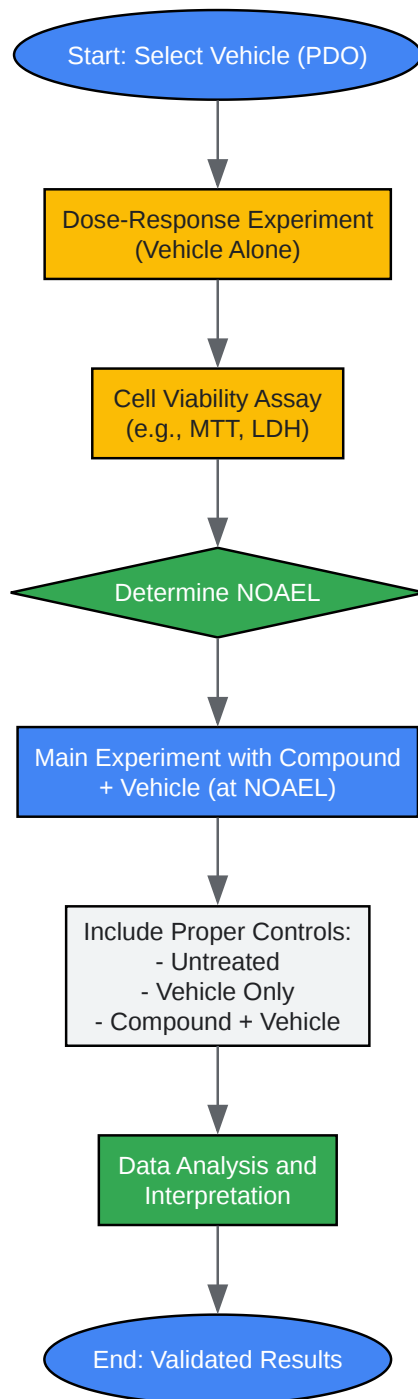 Start: Select Vehicle (PDO)
Dose-Response Experiment
(Vehicle Alone)
Cell Viability Assay
(e.g., MTT, LDH)
Determine NOAEL
Main Experiment with Compound
+ Vehicle (at NOAEL)
Include Proper Controls:
- Untreated
- Vehicle Only
- Compound + Vehicle
Data Analysis and
Interpretation
End: Validated Results